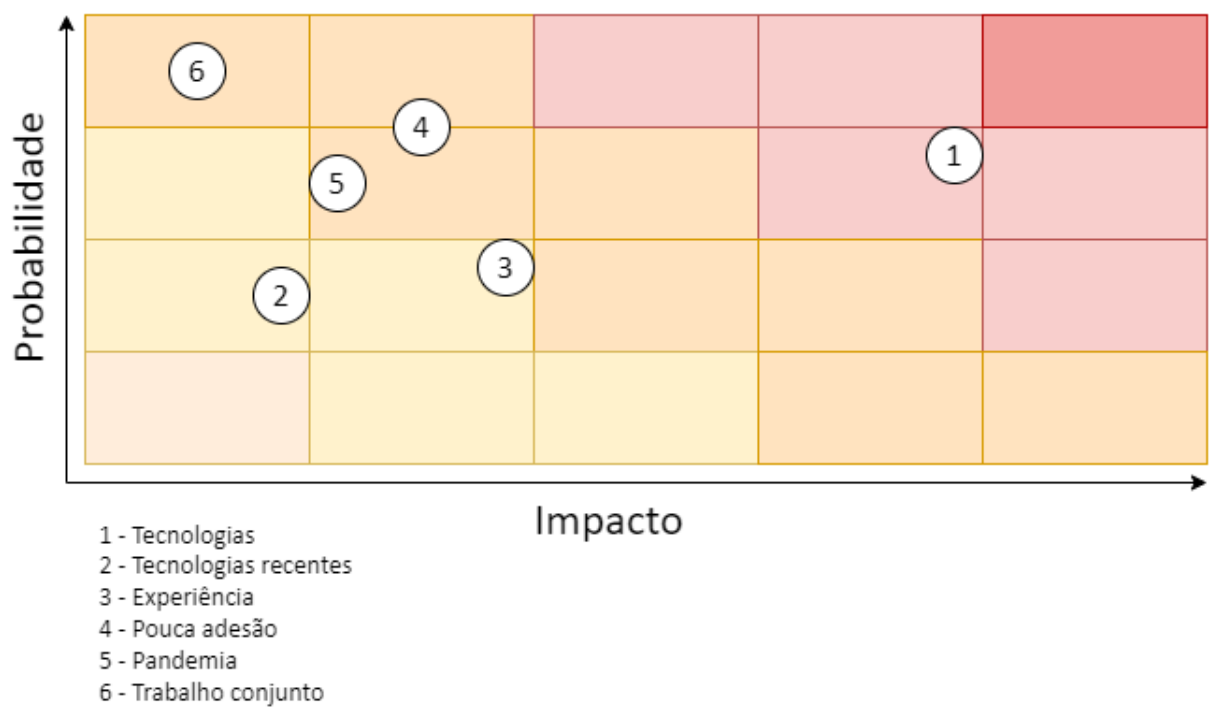 Probabilidade
6
4
1
5
3
2
Impacto
1 - Tecnologias
2 - Tecnologias recentes
3 - Experiência
4 - Pouca adesão
5 - Pandemia
6 - Trabalho conjunto